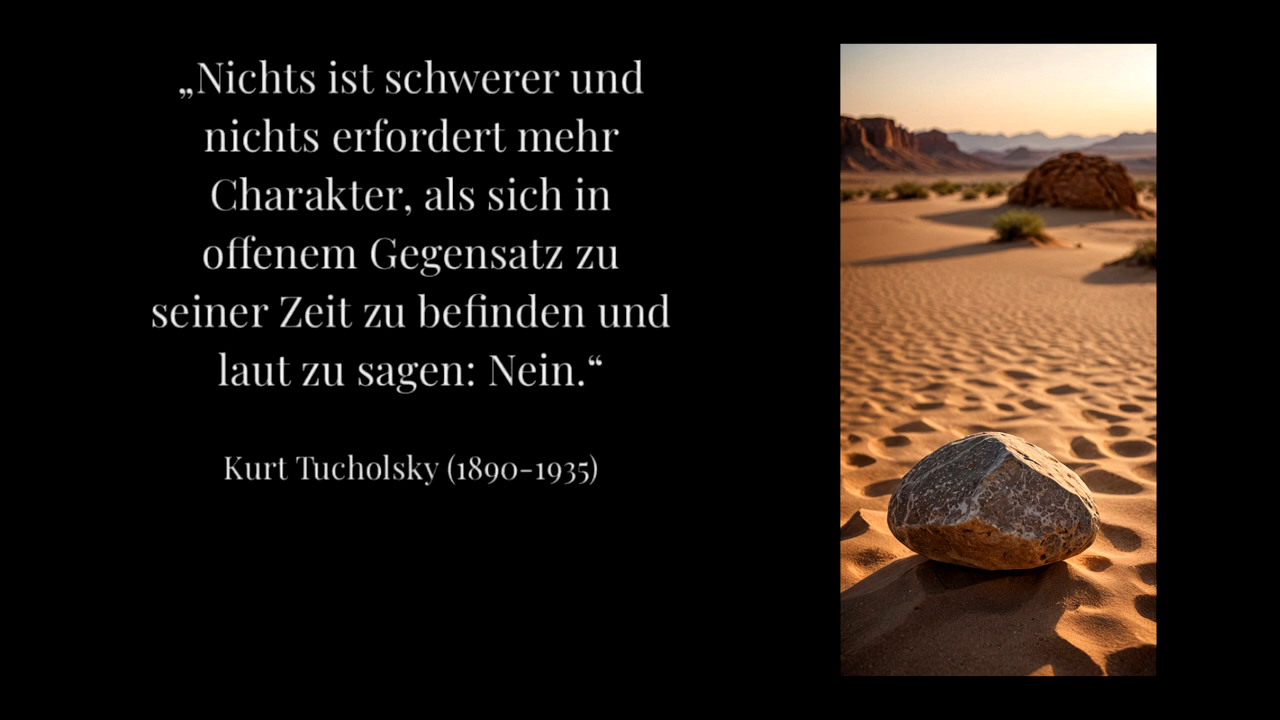 „Nichts ist schwerer und
nichts erfordert mehr
Charakter, als sich in
offenem Gegensatz zu
seiner Zeit zu befinden und
laut zu sagen: Nein.“
Kurt Tucholsky (1890-1935)